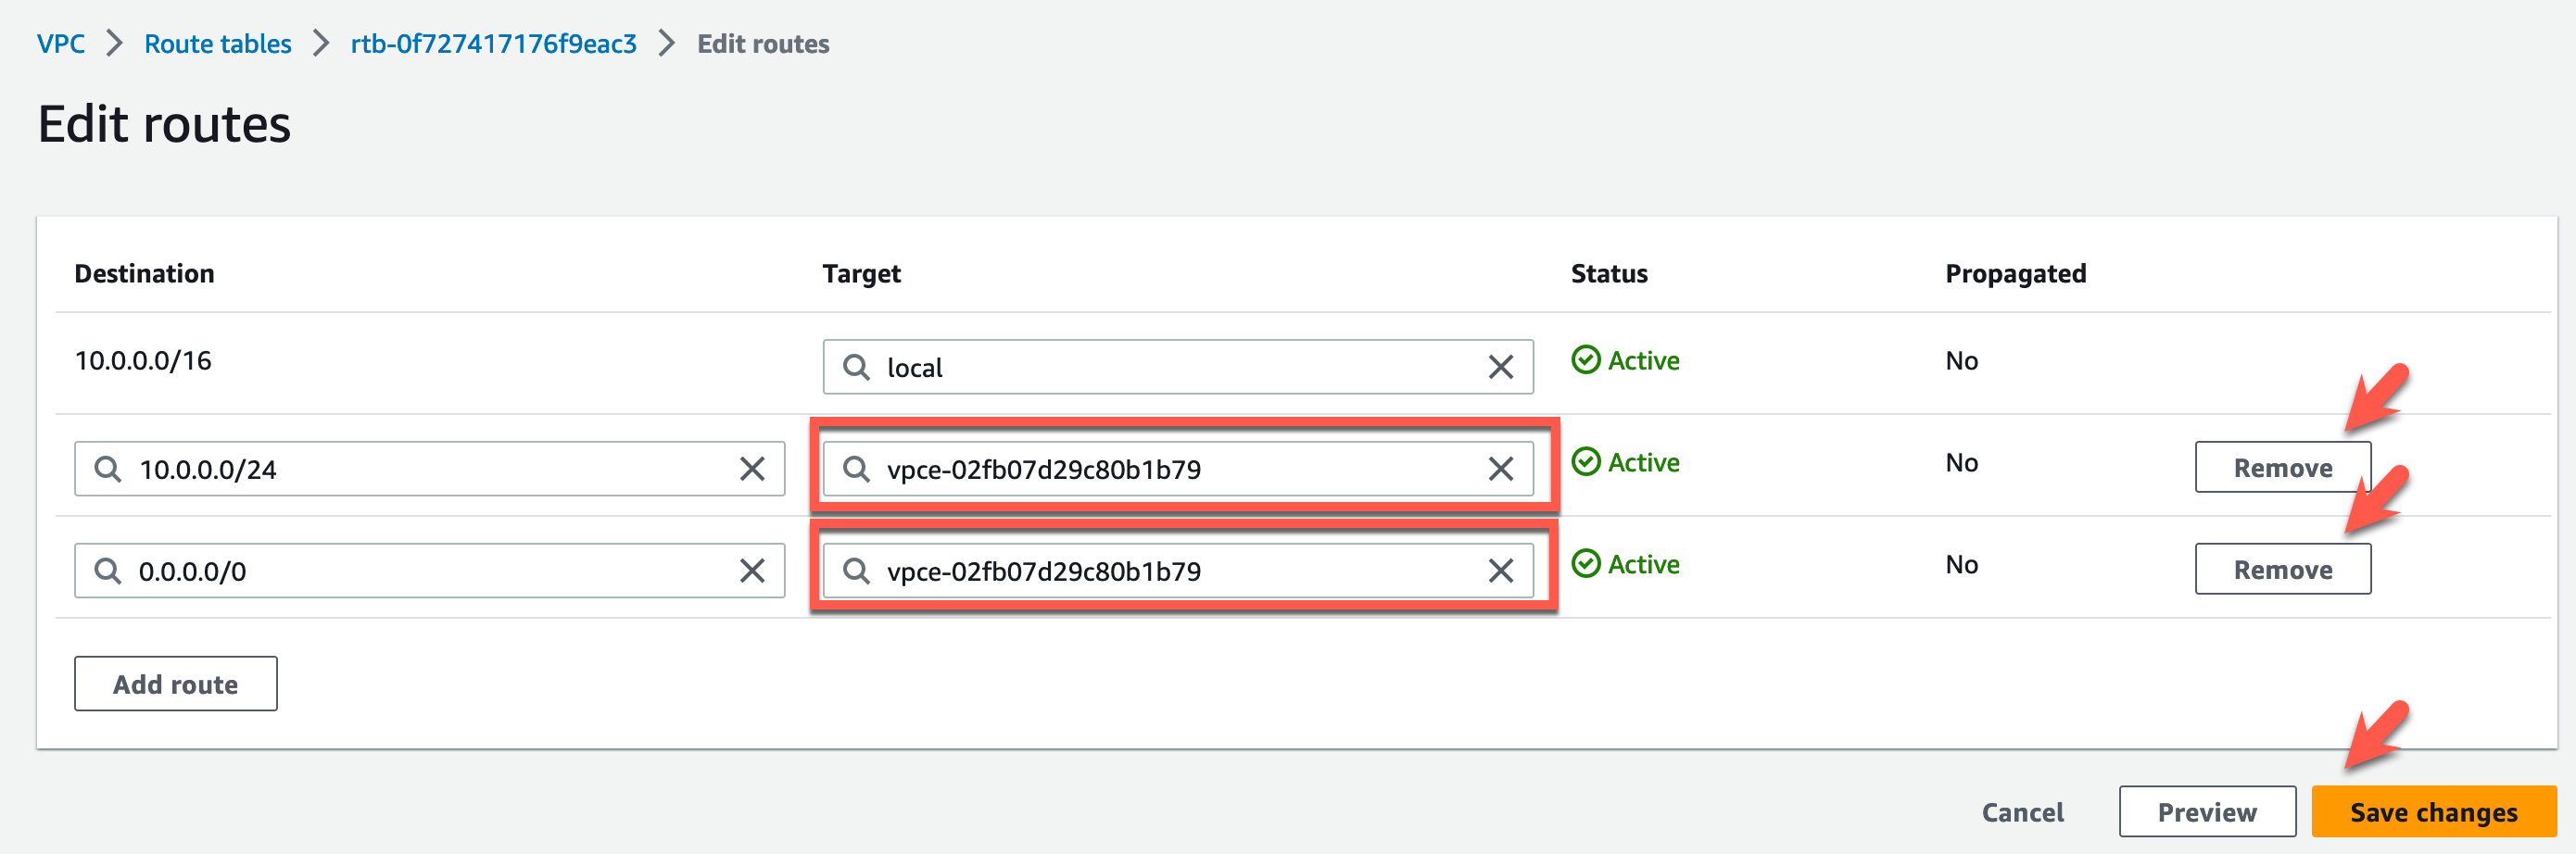 VPC > Route tables > rtb-0f727417176f9eac3 > Edit routes
Edit routes
Destination Target Status Propagated
10.0.0.0/16 local Active No
10.0.0.0/24 vpce-02fb07d29c80b1b79 Active No Remove
0.0.0.0/0 vpce-02fb07d29c80b1b79 Active No Remove
Add route
Cancel Preview Save changes